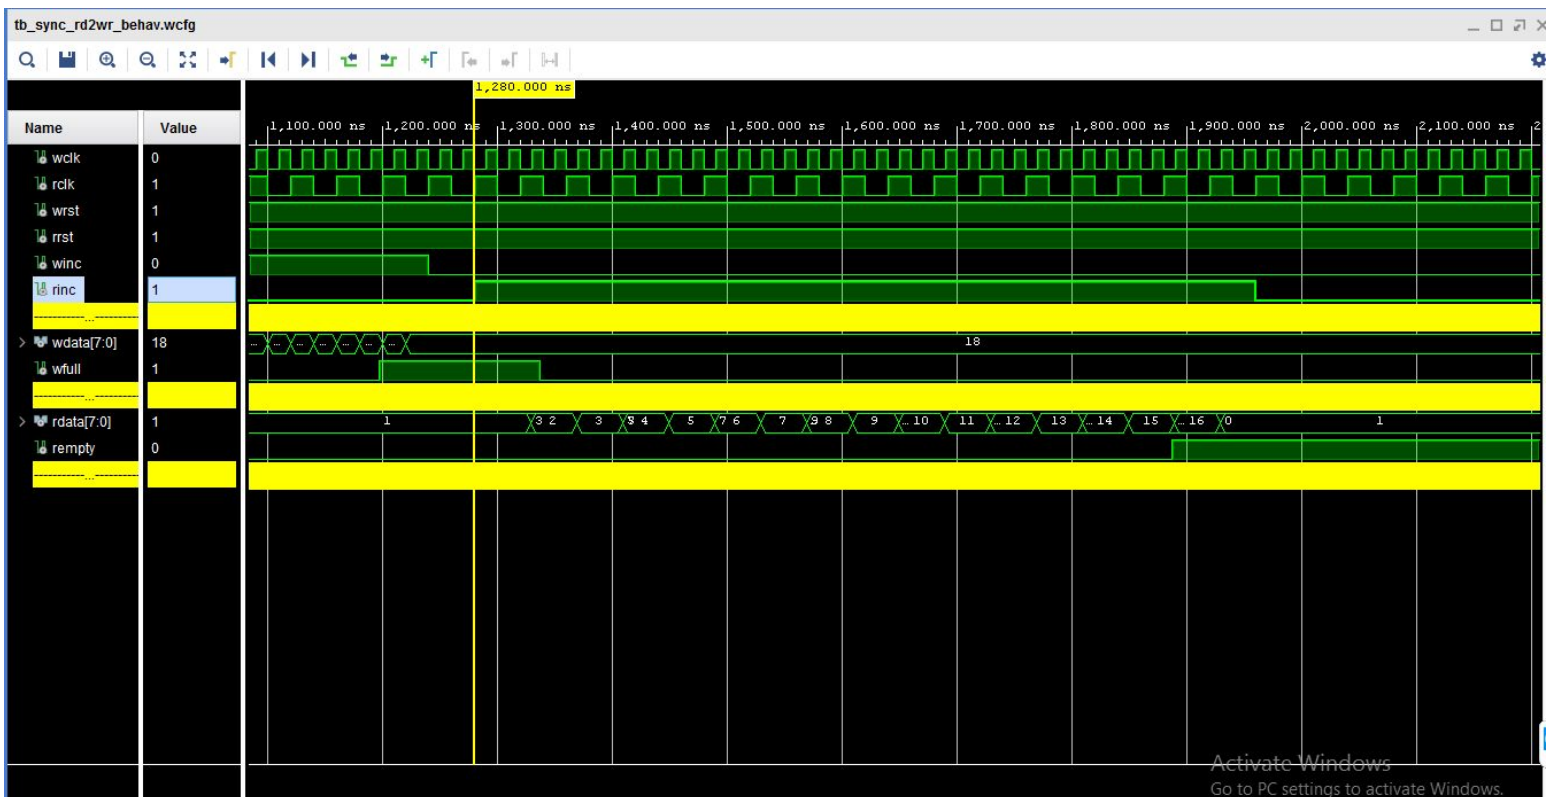 tb_sync_rd2wr_behav.wcfg
1,280.000 ns
Name Value
1,100.000 ns 1,200.000 ns 1,300.000 ns 1,400.000 ns 1,500.000 ns 1,600.000 ns 1,700.000 ns 1,800.000 ns 1,900.000 ns 2,000.000 ns 2,100.000 ns 2
wclk 0
rclk 1
wrst 1
rrst 1
winc 0
rinc 1
wdata[7:0] 18 ... ... ... ... ... ... 18
wfull 1
rdata[7:0] 1 1 3 2 3 4 5 7 6 7 9 8 9 ... 10 11 ... 12 13 ... 14 15 ... 16 0 1
rempty 0
Activate Windows
Go to PC settings to activate Windows.